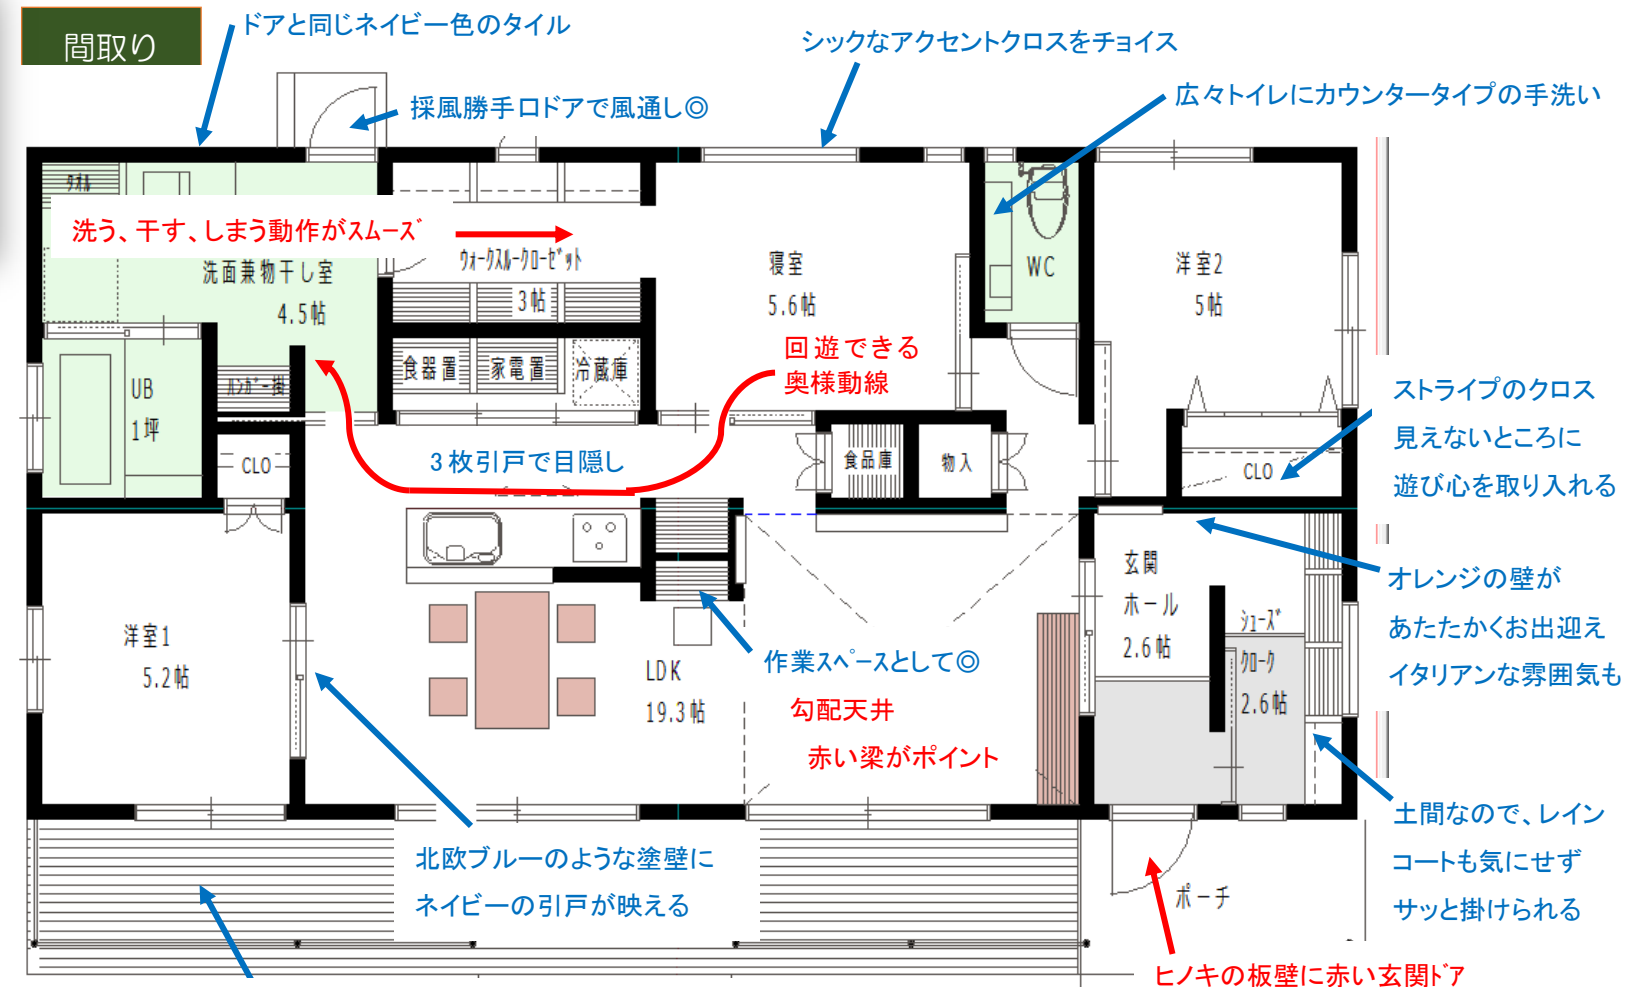 間取り
ドアと同じネイビー色のタイル
シックなアクセントクロスをチョイス
採風勝手口ドアで風通し◎
広々トイレにカウンタータイプの手洗い
タオル
洗う、干す、しまう動作がスムーズ
洗面兼物干し室
4.5帖
ウォークスルークローゼット
3帖
寝室
5.6帖
WC
洋室2
5帖
回遊できる
奥様動線
食器置
家電置
冷蔵庫
UB
1坪
ハンガー掛
CLO
3枚引戸で目隠し
食品庫
物入
CLO
ストライプのクロス
見えないところに
遊び心を取り入れる
玄関
ホール
2.6帖
シューズ
クローク
2.6帖
オレンジの壁が
あたたかくお出迎え
イタリアンな雰囲気も
洋室1
5.2帖
LDK
19.3帖
作業スペースとして◎
勾配天井
赤い梁がポイント
北欧ブルーのような塗壁に
ネイビーの引戸が映える
土間なので、レイン
コートも気にせず
サッと掛けられる
ポーチ
ヒノキの板壁に赤い玄関ドア